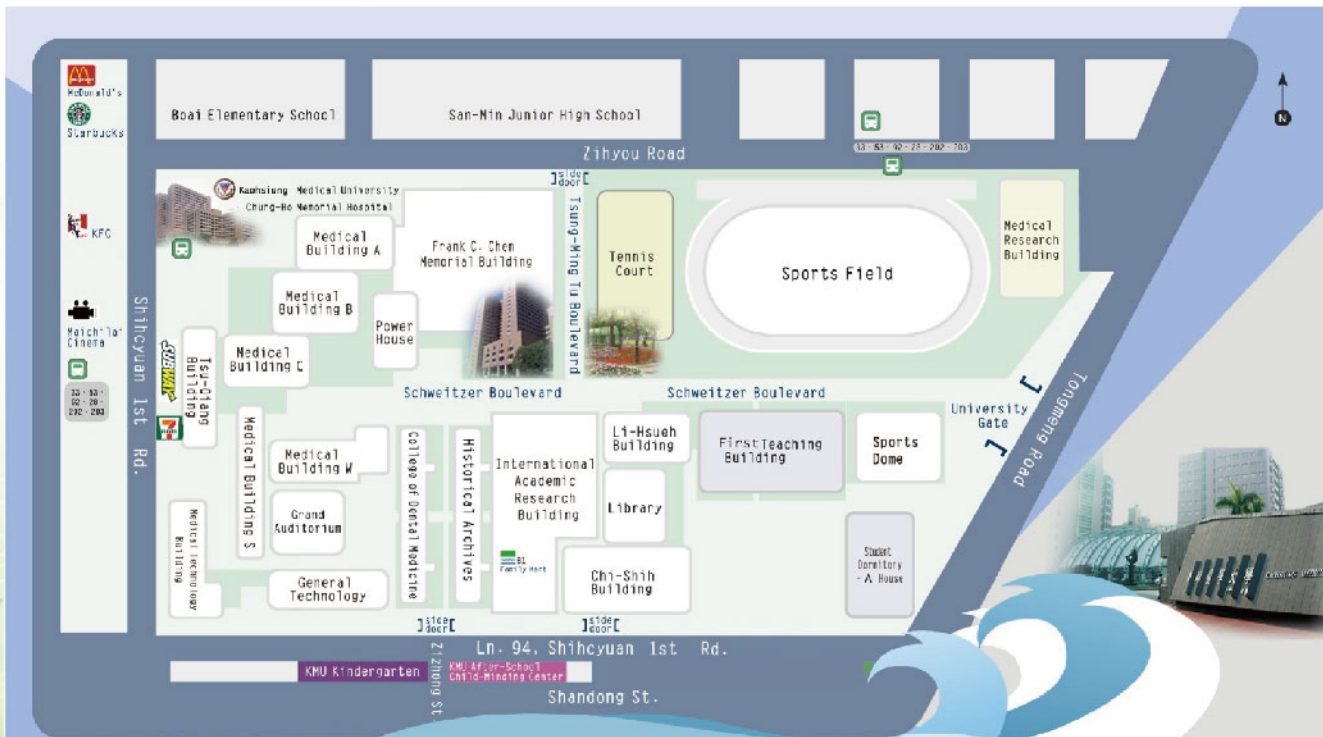 McDonald's
Starbucks
KFC
Maichilai
Cinema
23・53・
92・28・
202・203
Shihcyuan 1st Rd.
Boai Elementary School
San-Min Junior High School
33・53・92・28・202・203
Zihyou Road
N
Kaohsiung Medical University
Chung-Ho Memorial Hospital
side
door
Medical
Building A
Frank C. Chen
Memorial Building
Tsung-Ming Tu Boulevard
Tennis
Court
Sports Field
Medical
Research
Building
Medical
Building B
Power
House
Medical
Building C
SUBWAY
Tsu-Qiang
Building
7
Schweitzer Boulevard
Schweitzer Boulevard
University
Gate
Tongmeng Road
Medical Building S
Medical
Building W
College of Dental Medicine
Historical Archives
International
Academic
Research
Building
Li-Hsueh
Building
First Teaching
Building
Sports
Dome
Grand
Auditorium
Library
Medical Technology
Building
B1
Family Mart
Student
Dormitory
- A House
General
Technology
Chi-Shih
Building
side
door
side
door
Ln. 94, Shihcyuan 1st Rd.
Zizhong St.
KMU Kindergarten
KMU After-School
Child-Minding Center
Shandong St.